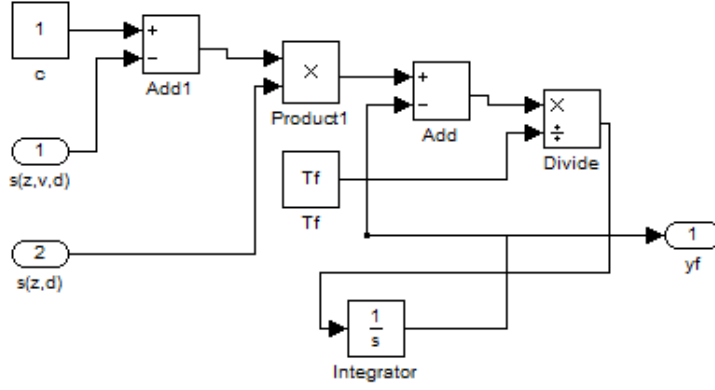 1
c
+
−
Add1
1
s(z,v,d)
2
s(z,d)
×
Product1
+
−
Add
Tf
Tf
×
÷
Divide
1
yf
1
s
Integrator